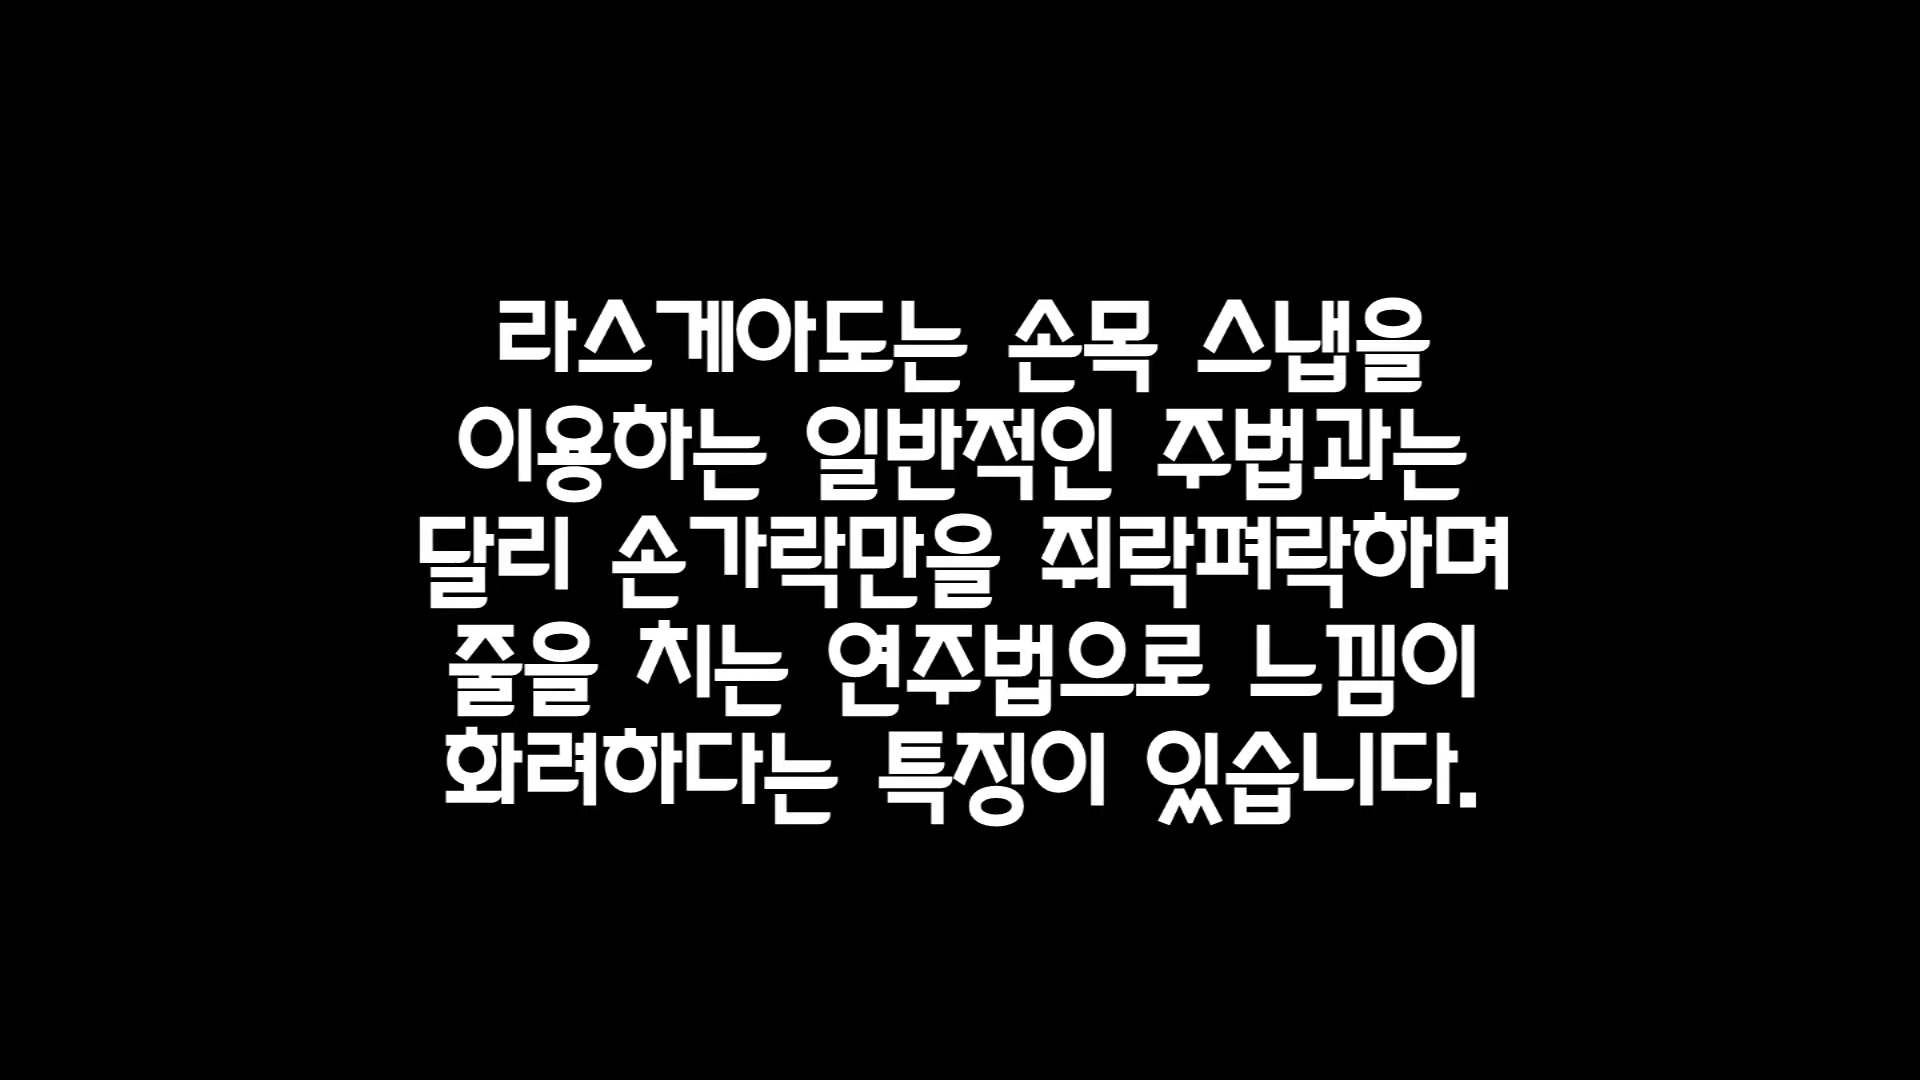 라스게아도는 손목 스냅을
이용하는 일반적인 주법과는
달리 손가락만을 쥐락펴락하며
줄을 치는 연주법으로 느낌이
화려하다는 특징이 있습니다.